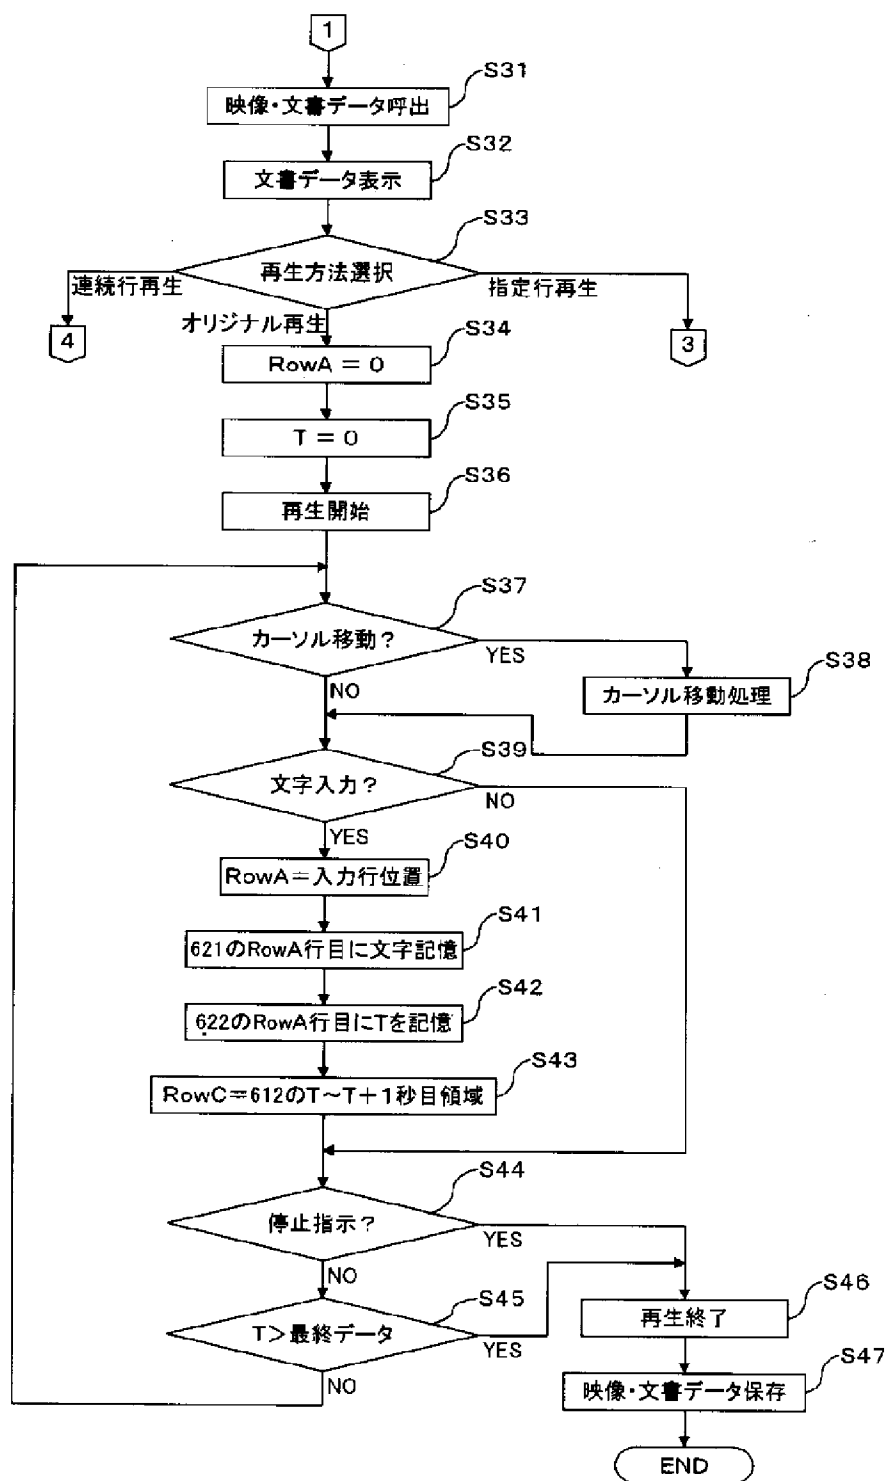 1
S31
映像・文書データ呼出
S32
文書データ表示
S33
再生方法選択
連続行再生
指定行再生
オリジナル再生
4
3
S34
RowA = 0
S35
T = 0
S36
再生開始
S37
カーソル移動?
YES
NO
S38
カーソル移動処理
S39
文字入力?
NO
YES
S40
RowA=入力行位置
S41
621のRowA行目に文字記憶
S42
622のRowA行目にTを記憶
S43
RowC=612のT~T+1秒目領域
S44
停止指示?
YES
NO
S45
T>最終データ
YES
NO
S46
再生終了
S47
映像・文書データ保存
END